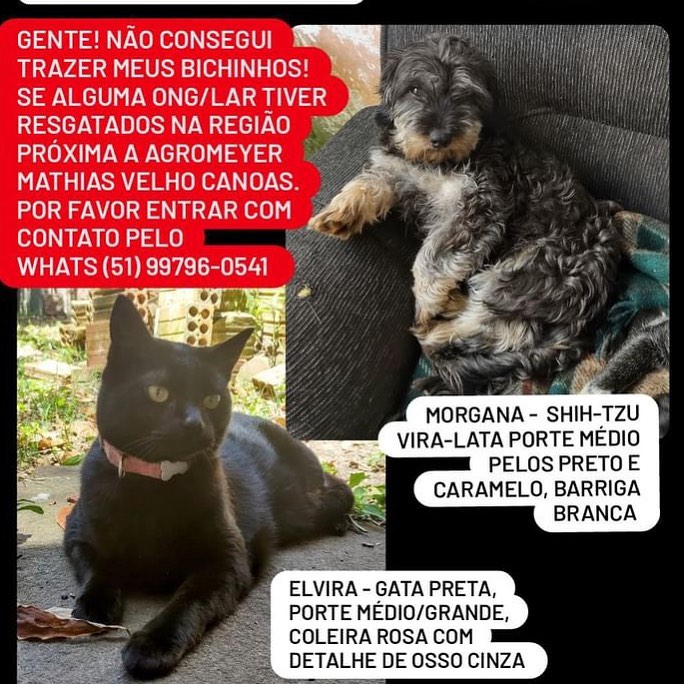 GENTE! NÃO CONSEGUI
TRAZER MEUS BICHINHOS!
SE ALGUMA ONG/LAR TIVER
RESGATADOS NA REGIÃO
PRÓXIMA A AGROMEYER
MATHIAS VELHO CANOAS.
POR FAVOR ENTRAR COM
CONTATO PELO
WHATS (51) 99796-0541
MORGANA - SHIH-TZU
VIRA-LATA PORTE MÉDIO
PELOS PRETO E
CARAMELO, BARRIGA
BRANCA
ELVIRA - GATA PRETA,
PORTE MÉDIO/GRANDE,
COLEIRA ROSA COM
DETALHE DE OSSO CINZA